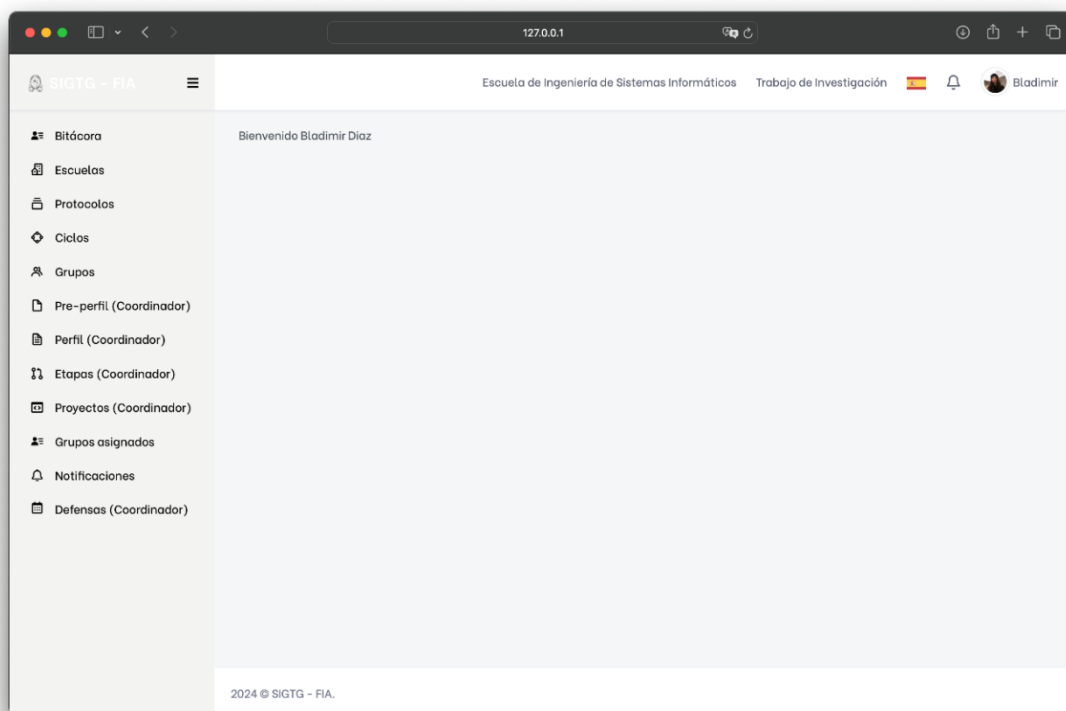 127.0.0.1
SIGTG - FIA
Escuela de Ingeniería de Sistemas Informáticos Trabajo de Investigación Bladimir
Bitácora
Escuelas
Protocolos
Ciclos
Grupos
Pre-perfil (Coordinador)
Perfil (Coordinador)
Etapas (Coordinador)
Proyectos (Coordinador)
Grupos asignados
Notificaciones
Defensas (Coordinador)
Bienvenido Bladimir Diaz
2024 © SIGTG - FIA.